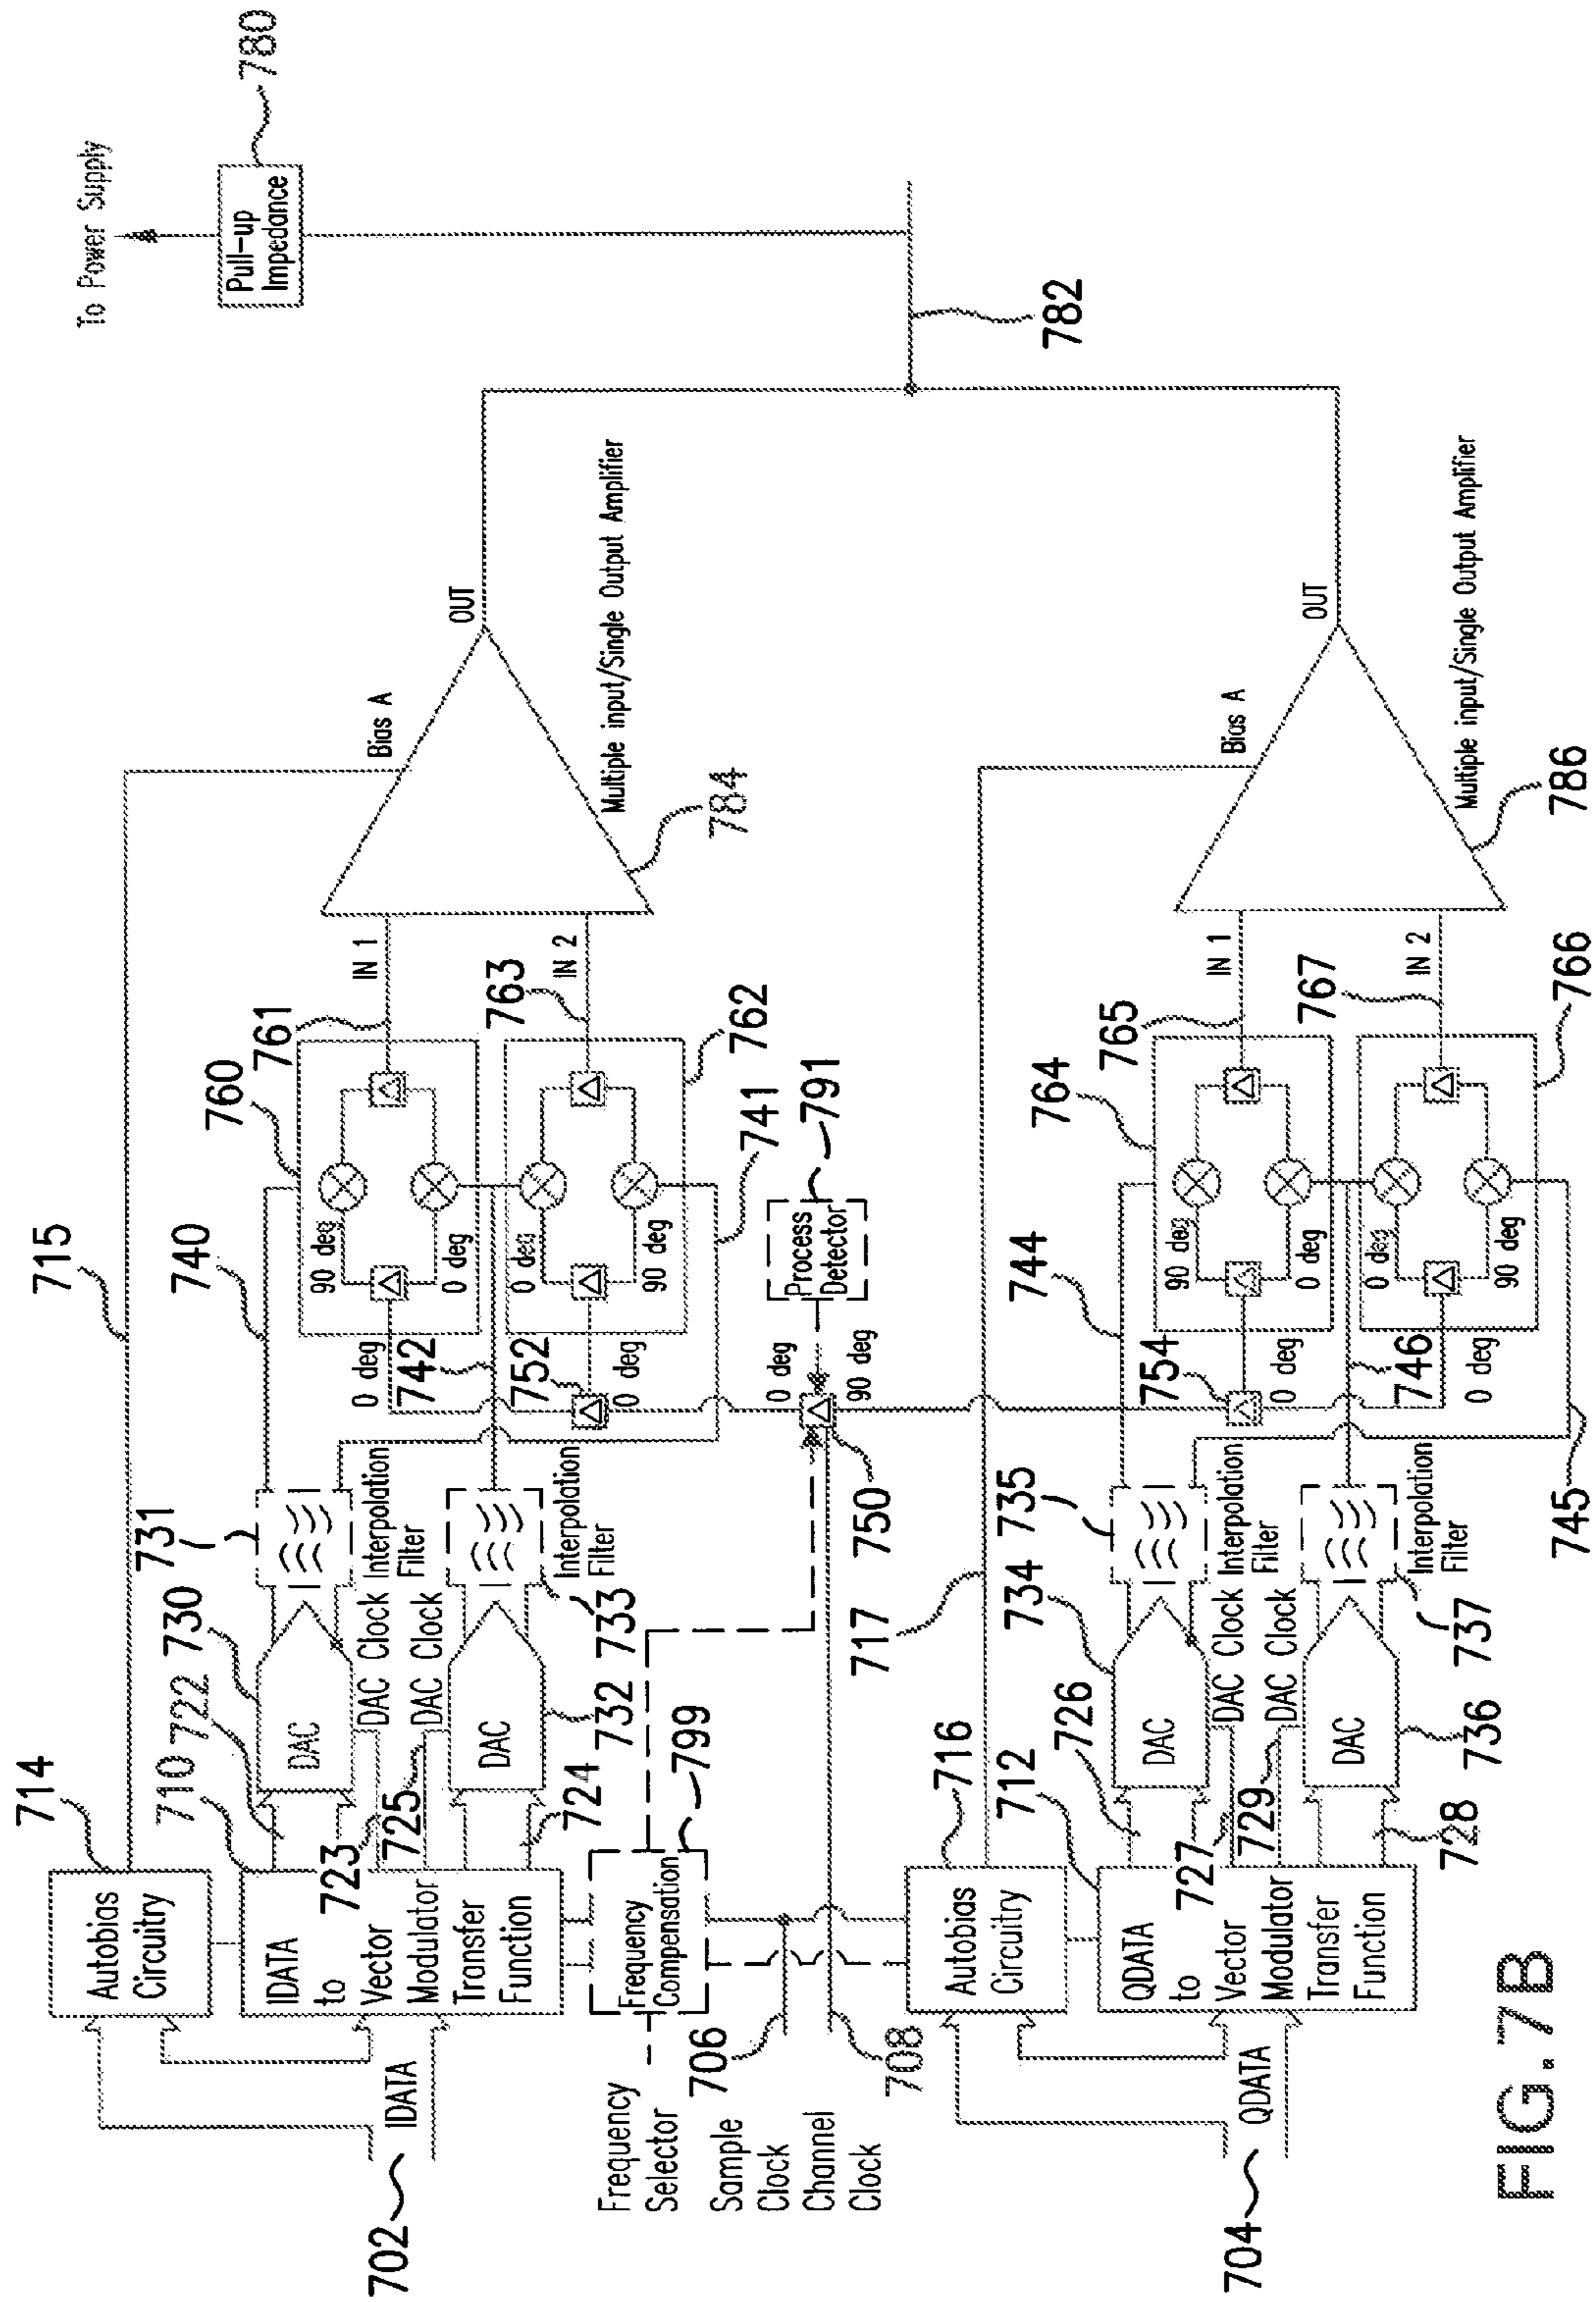 To Power Supply
780
Pull-up
Impedance
782
715
Bias A
OUT
Multiple input/Single Output Amplifier
784
714
Autobias
Circuitry
702
IDATA
IDATA
to
Vector
Modulator
Transfer
Function
710
722
730
DAC
731
Interpolation
Filter
723
DAC Clock
725
DAC Clock
724
732
DAC
733
Interpolation
Filter
740
742
741
752
0 deg
0 deg
760
90 deg
0 deg
761
IN 1
0 deg
90 deg
762
763
IN 2
Frequency
Selector
Frequency
Compensation
799
706
Sample
Clock
708
Channel
Clock
750
0 deg
90 deg
Process
Detector
791
717
Bias A
OUT
Multiple input/Single Output Amplifier
786
716
Autobias
Circuitry
704
QDATA
QDATA
to
Vector
Modulator
Transfer
Function
712
726
734
DAC
735
Interpolation
Filter
727
DAC Clock
729
DAC Clock
728
736
DAC
737
Interpolation
Filter
744
746
745
754
0 deg
0 deg
764
90 deg
0 deg
765
IN 1
0 deg
90 deg
766
767
IN 2
FIG. 7B